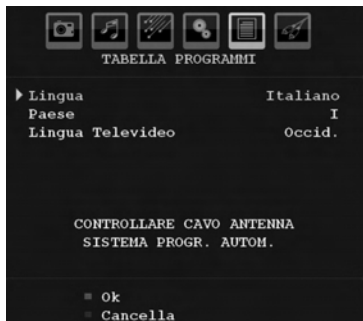 TABELLA PROGRAMMI
Lingua Italiano
Paese I
Lingua Televideo Occid.
CONTROLLARE CAVO ANTENNA
SISTEMA PROGR. AUTOM.
Ok
Cancella